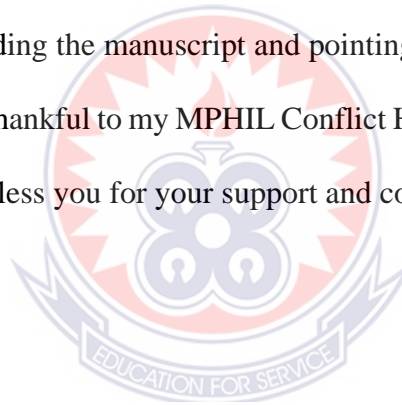 ding the manuscript and pointing
hankful to my MPHIL Conflict H
less you for your support and co
EDUCATION FOR SERVICE